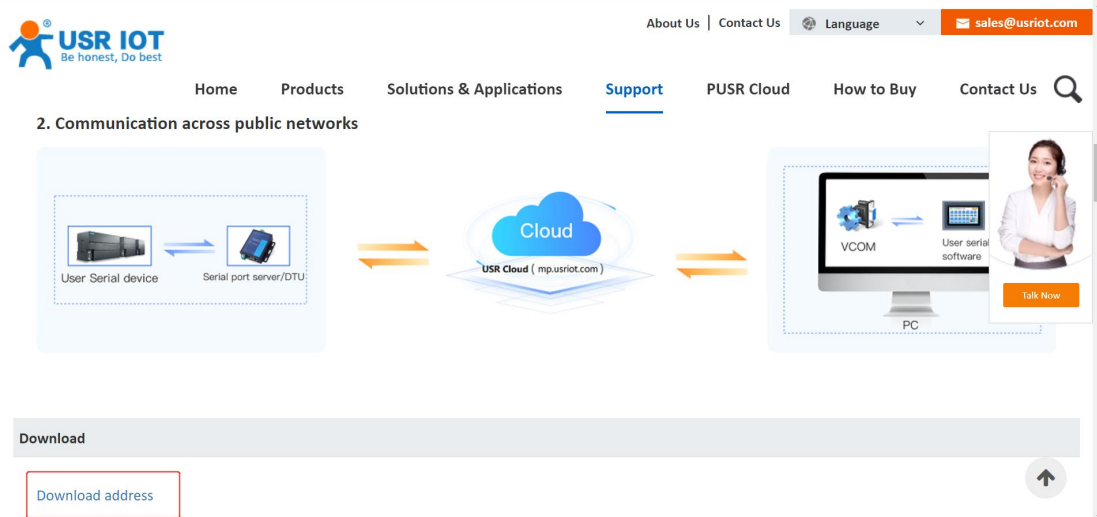 About Us | Contact Us Language sales@usriot.com
®
USR IOT
Be honest, Do best
Home Products Solutions & Applications Support PUSR Cloud How to Buy Contact Us
2. Communication across public networks
User Serial device
Serial port server/DTU
Cloud
USR Cloud ( mp.usriot.com )
VCOM
User serial
software
PC
Talk Now
Download
Download address